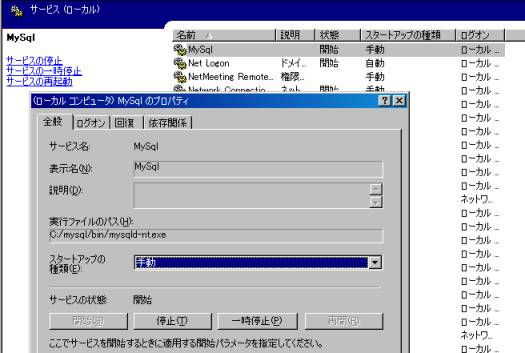 サービス (ローカル)
MySql
サービスの停止
サービスの一時停止
サービスの再起動
名前 説明 状態 スタートアップの種類 ログオン
MySql 開始 手動 ローカル ...
Net Logon ドメイ... 開始 自動 ローカル ...
NetMeeting Remote... 権限... 手動 ローカル ...
Network Connectio... ネット... 開始 手動 ローカル ...
ローカル ...
ローカル ...
ローカル ...
ローカル ...
ローカル ...
ローカル ...
ローカル ...
ネットワ...
ローカル ...
ローカル ...
ローカル ...
ローカル ...
ローカル ...
ローカル ...
ローカル ...
ローカル ...
ローカル ...
ネットワ...
ローカル ...
(ローカル コンピュータ) MySql のプロパティ
全般 ログオン 回復 依存関係
サービス名: MySql
表示名(N): MySql
説明(D):
実行ファイルのパス(H):
C:/mysql/bin/mysqld-nt.exe
スタートアップの
種類(E): 手動
サービスの状態: 開始
開始(S) 停止(T) 一時停止(P) 再開(R)
ここでサービスを開始するときに適用する開始パラメータを指定してください。